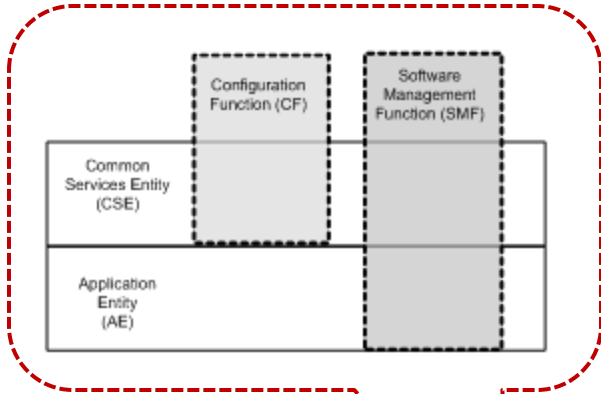 Configuration
Function (CF)
Software
Management
Function (SMF)
Common
Services Entity
(CSE)
Application
Entity
(AE)